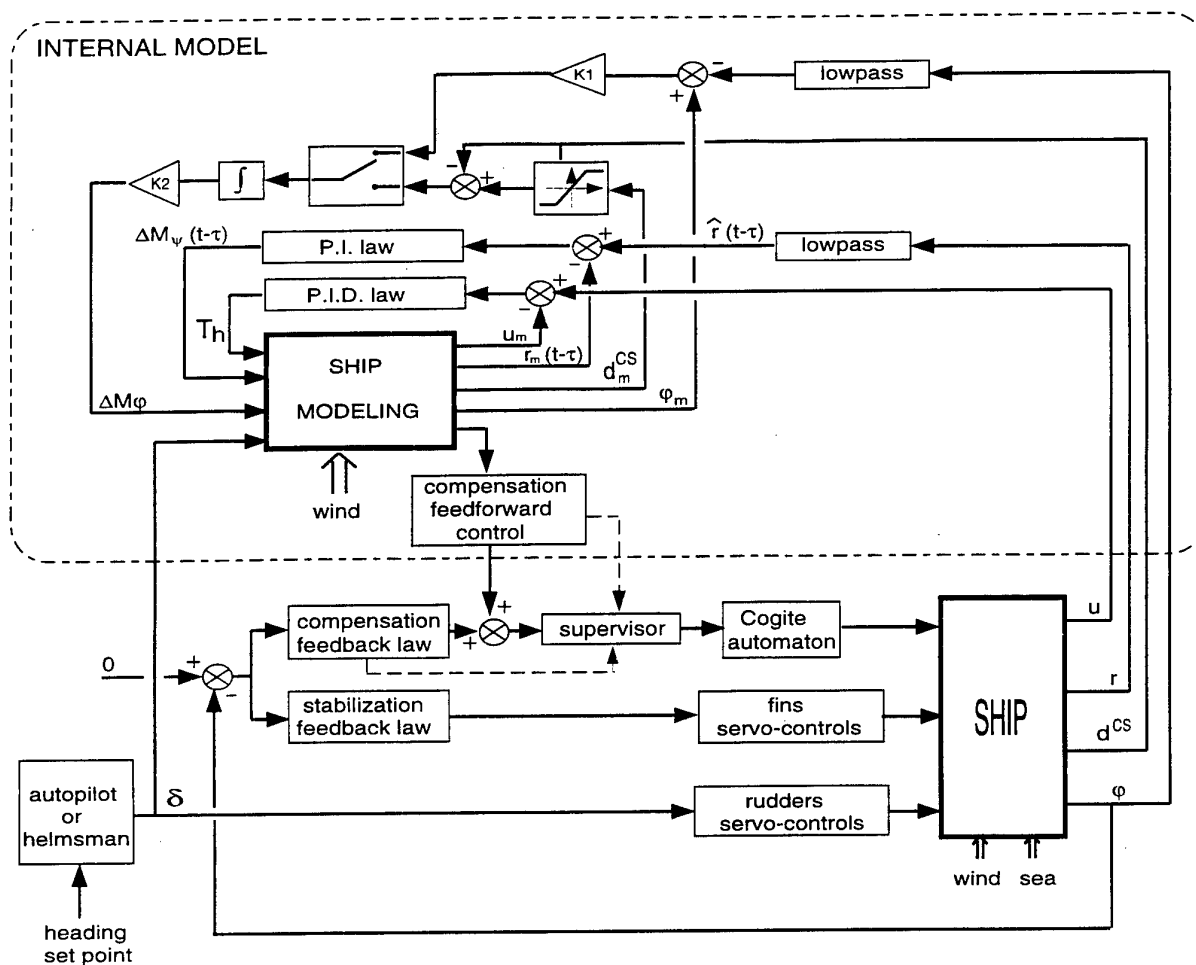 INTERNAL MODEL
K1
−
+
lowpass
K2
∫
−
+
ΔMψ (t-τ)
P.I. law
+
−
r̂ (t-τ)
lowpass
P.I.D. law
+
−
Th
um
rm (t-τ)
dmCS
φm
SHIP
MODELING
ΔMφ
wind
compensation
feedforward
control
0
+
−
compensation
feedback law
+
+
supervisor
Cogite
automaton
stabilization
feedback law
fins
servo-controls
SHIP
u
r
dCS
φ
autopilot
or
helmsman
δ
rudders
servo-controls
wind
sea
heading
set point